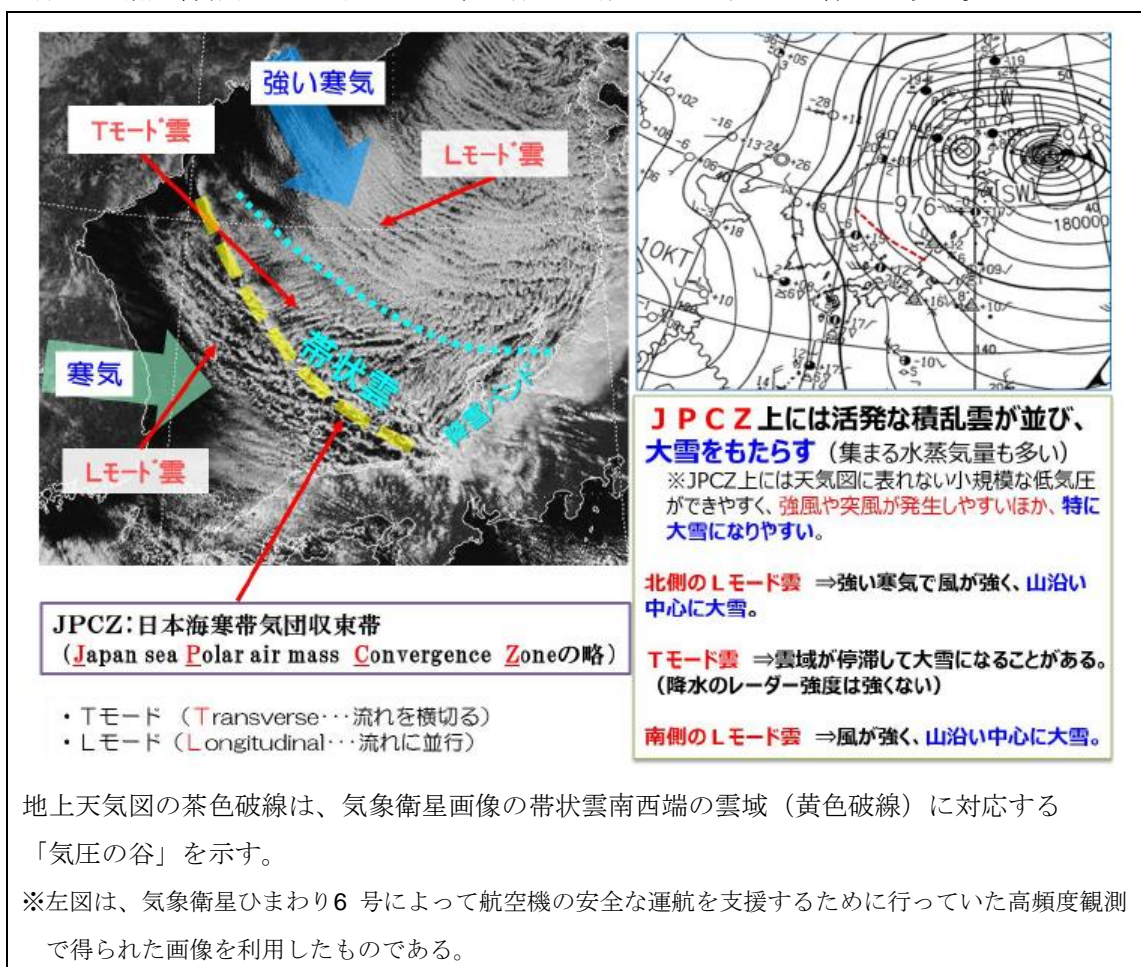 強い寒気
Tモード雲
Lモード雲
帯状雲
降雪バンド
寒気
Lモード雲
JPCZ:日本海寒帯気団収束帯
(Japan sea Polar air mass Convergence Zoneの略)
・Tモード (Transverse…流れを横切る)
・Lモード (Longitudinal…流れに並行)
976
948
[SW]
180000
10KT
140
50
40
JPCZ上には活発な積乱雲が並び、
大雪をもたらす(集まる水蒸気量も多い)
※JPCZ上には天気図に表れない小規模な低気圧
ができやすく、強風や突風が発生しやすいほか、特に
大雪になりやすい。
北側のLモード雲 ⇒強い寒気で風が強く、山沿い
中心に大雪。
Tモード雲 ⇒雲域が停滞して大雪になることがある。
(降水のレーダー強度は強くない)
南側のLモード雲 ⇒風が強く、山沿い中心に大雪。
地上天気図の茶色破線は、気象衛星画像の帯状雲南西端の雲域(黄色破線)に対応する
「気圧の谷」を示す。
※左図は、気象衛星ひまわり6 号によって航空機の安全な運航を支援するために行っていた高頻度観測
で得られた画像を利用したものである。